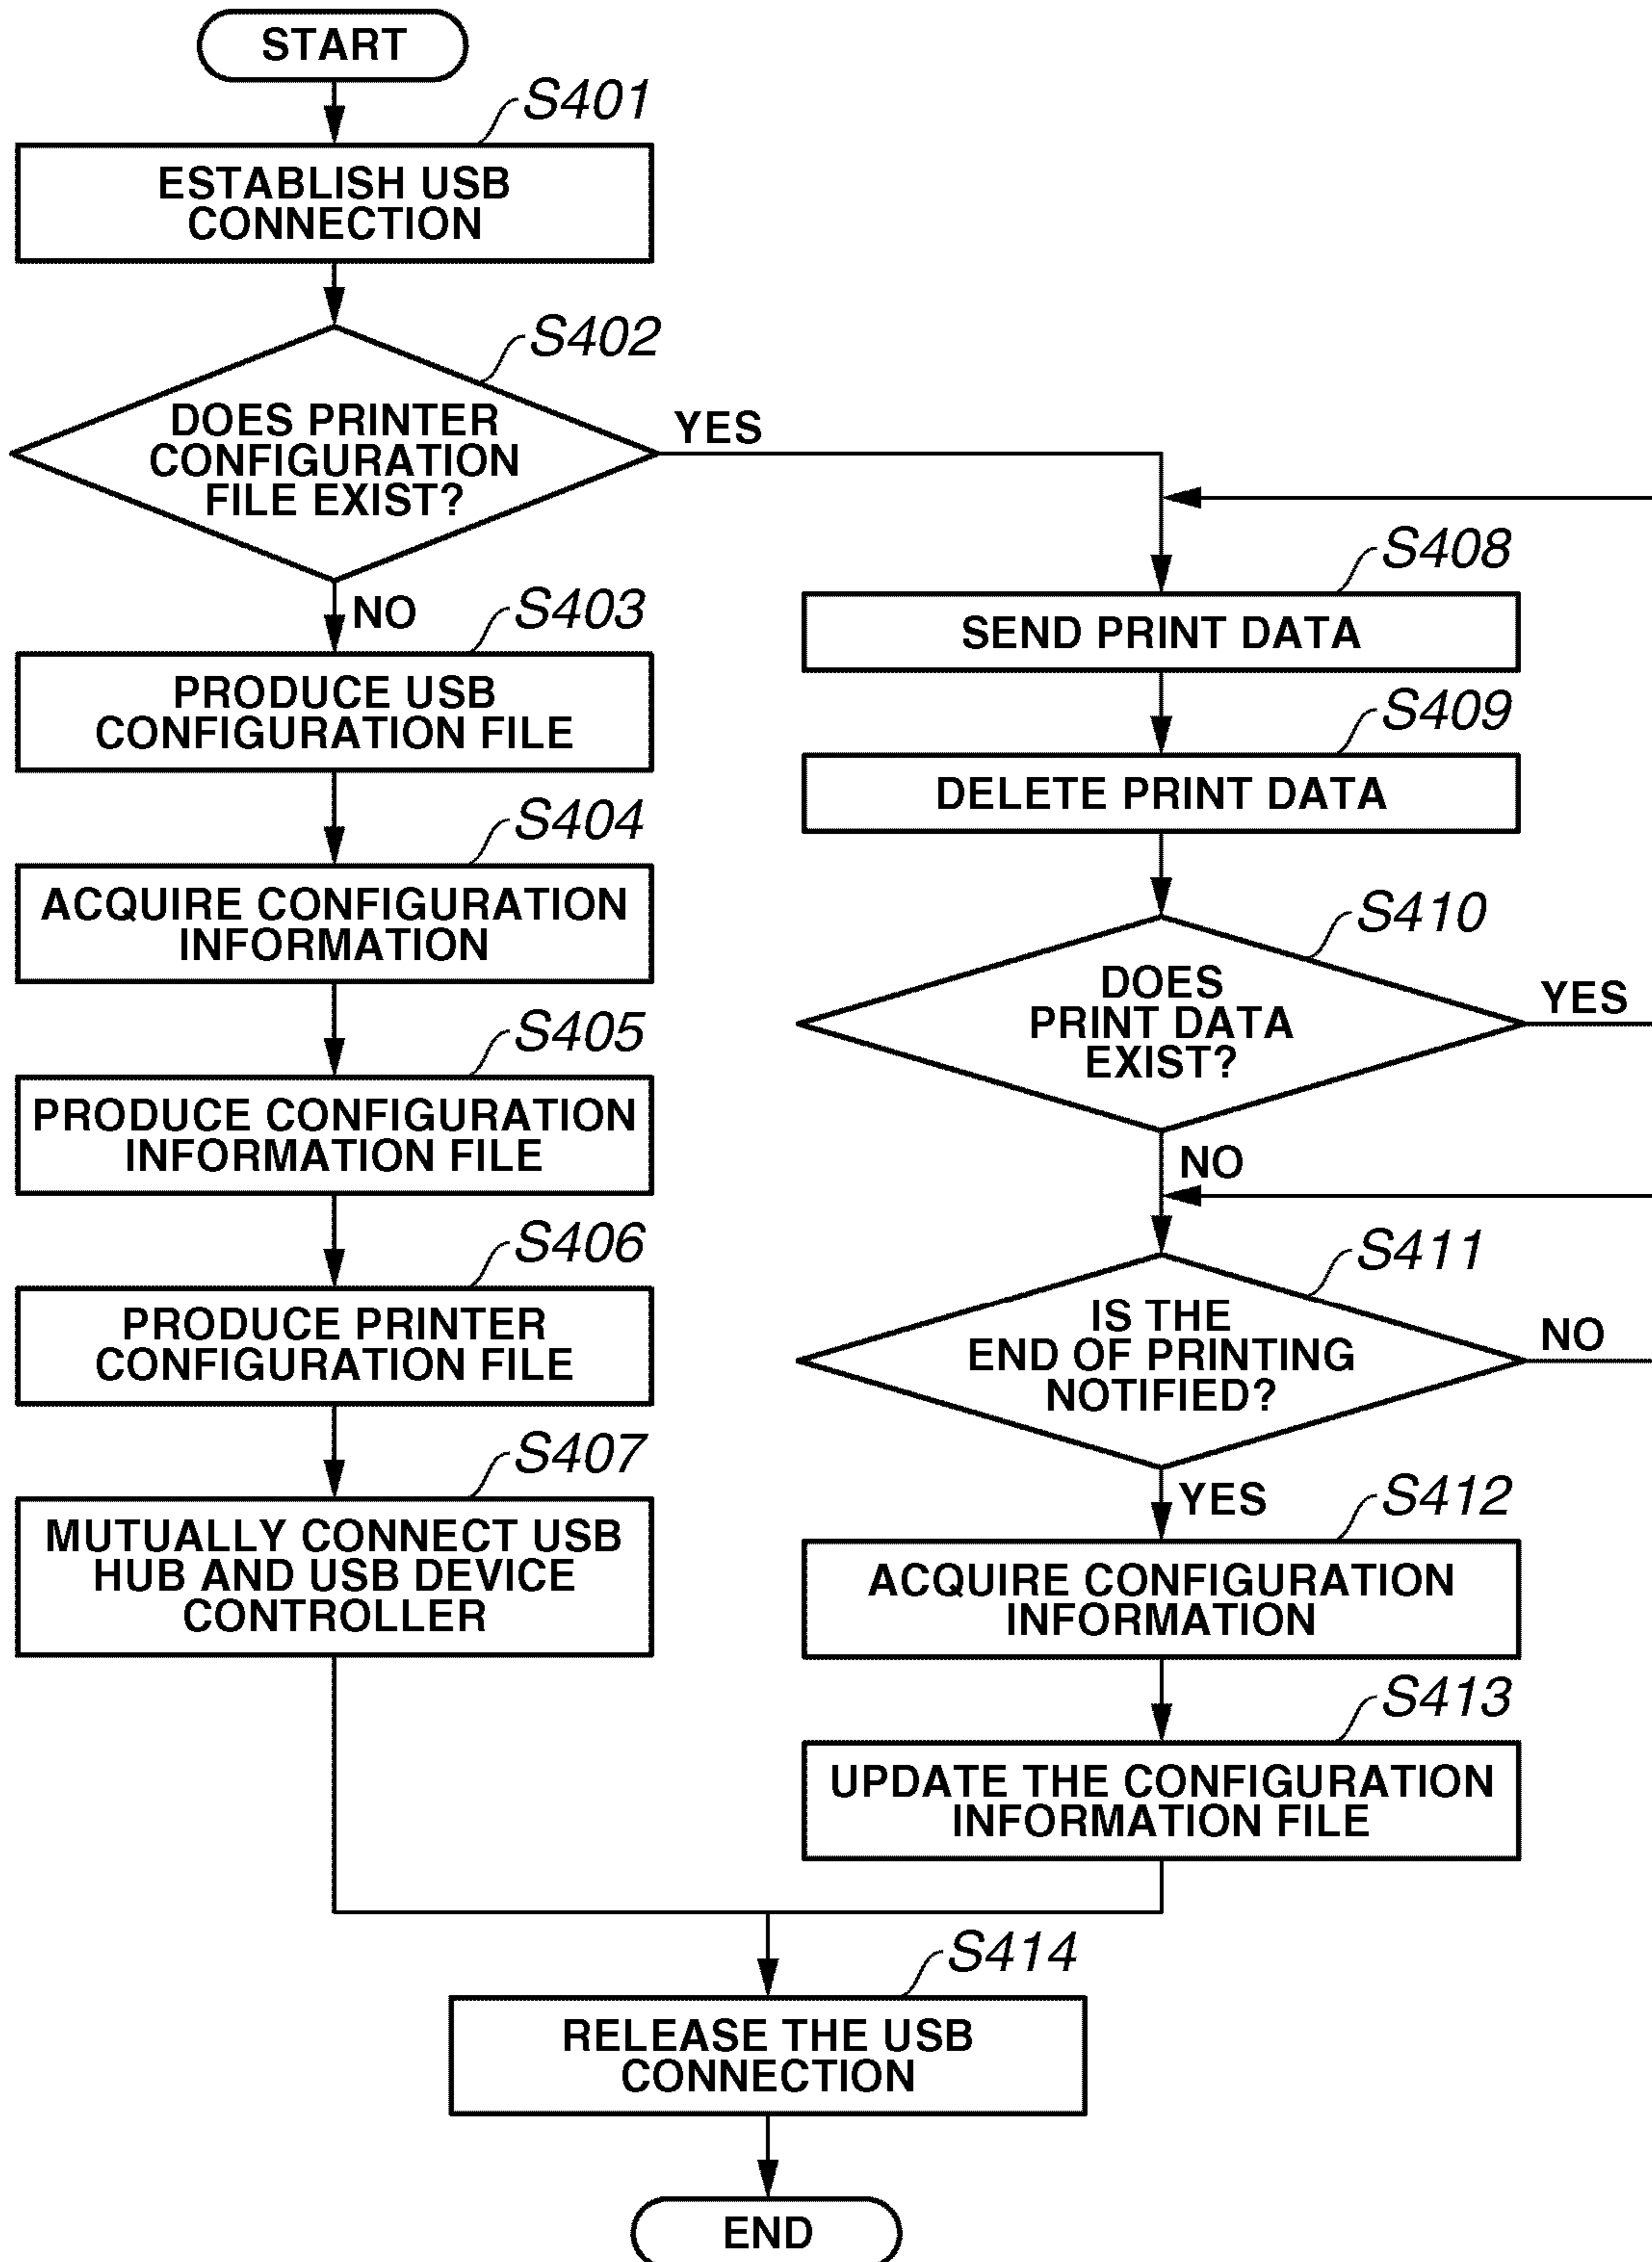 START
S401
ESTABLISH USB
CONNECTION
S402
DOES PRINTER
CONFIGURATION
FILE EXIST?
YES
NO
S403
PRODUCE USB
CONFIGURATION FILE
S404
ACQUIRE CONFIGURATION
INFORMATION
S405
PRODUCE CONFIGURATION
INFORMATION FILE
S406
PRODUCE PRINTER
CONFIGURATION FILE
S407
MUTUALLY CONNECT USB
HUB AND USB DEVICE
CONTROLLER
S408
SEND PRINT DATA
S409
DELETE PRINT DATA
S410
DOES
PRINT DATA
EXIST?
YES
NO
S411
IS THE
END OF PRINTING
NOTIFIED?
NO
YES
S412
ACQUIRE CONFIGURATION
INFORMATION
S413
UPDATE THE CONFIGURATION
INFORMATION FILE
S414
RELEASE THE USB
CONNECTION
END